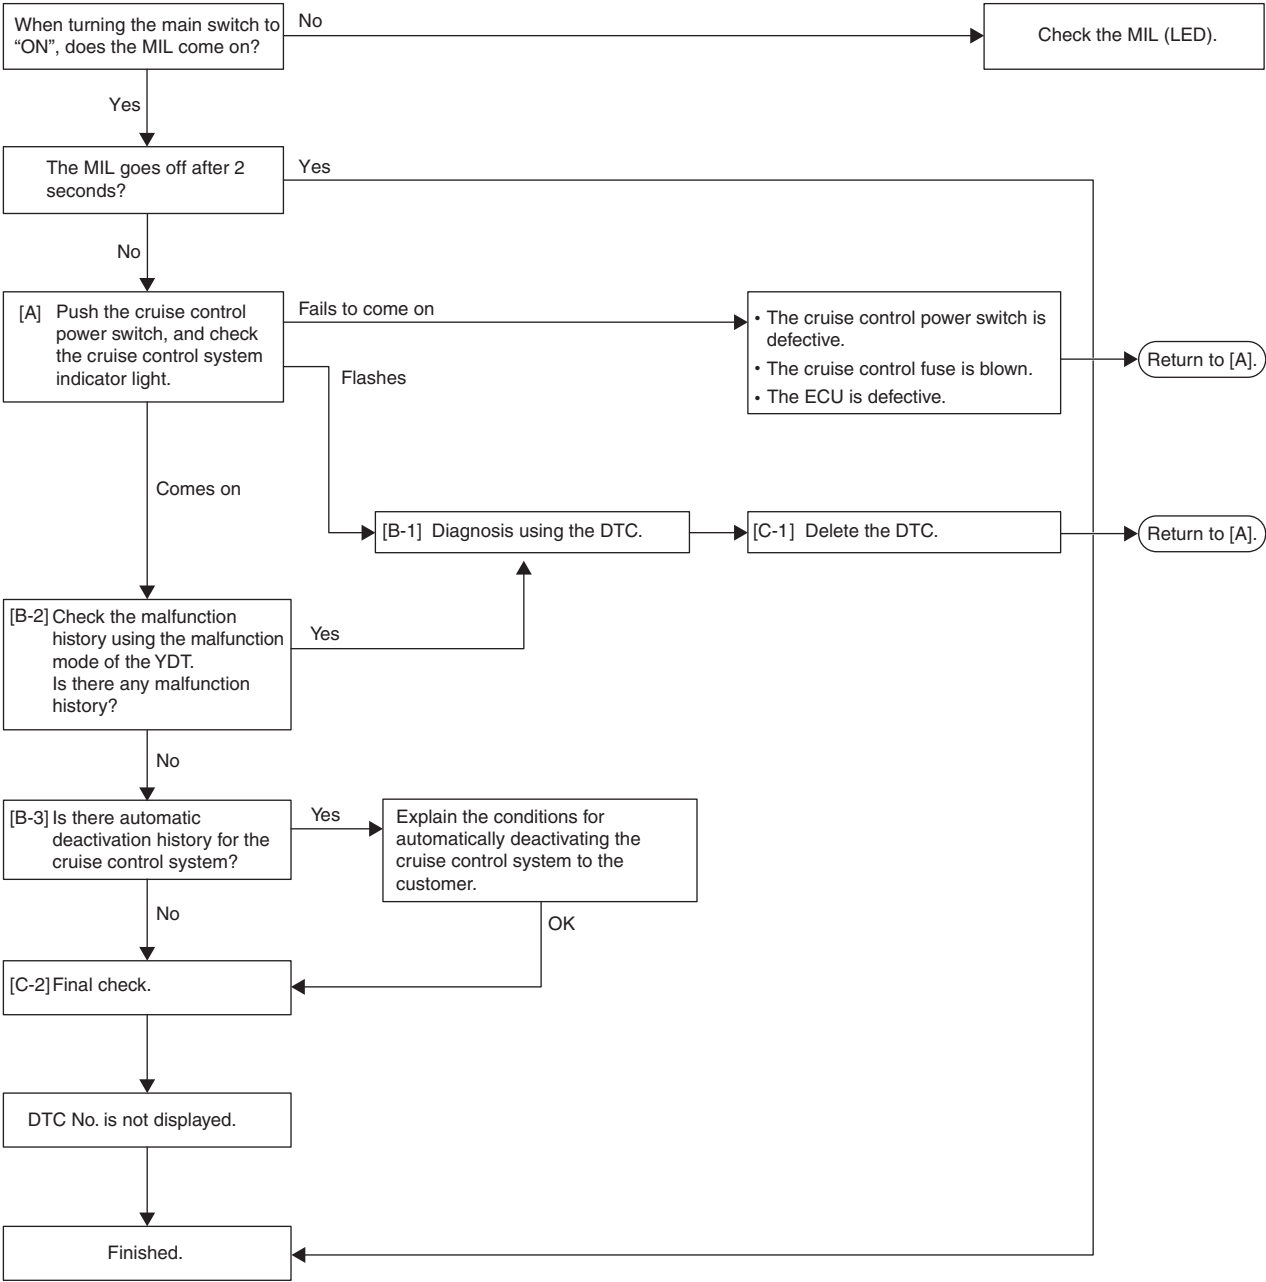 When turning the main switch to
“ON”, does the MIL come on?
No
Check the MIL (LED).
Yes
The MIL goes off after 2
seconds?
Yes
No
[A] Push the cruise control
power switch, and check
the cruise control system
indicator light.
Fails to come on
• The cruise control power switch is
defective.
• The cruise control fuse is blown.
• The ECU is defective.
Return to [A].
Flashes
Comes on
[B-1] Diagnosis using the DTC.
[C-1] Delete the DTC.
Return to [A].
[B-2] Check the malfunction
history using the malfunction
mode of the YDT.
Is there any malfunction
history?
Yes
No
[B-3] Is there automatic
deactivation history for the
cruise control system?
Yes
Explain the conditions for
automatically deactivating the
cruise control system to the
customer.
No
OK
[C-2] Final check.
DTC No. is not displayed.
Finished.